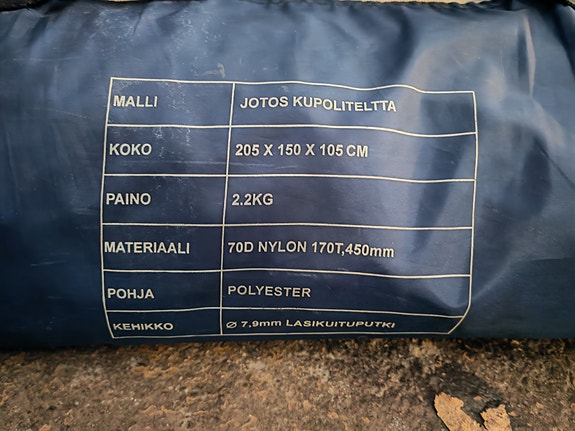 MALLI JOTOS KUPOLITELTTA
KOKO 205 X 150 X 105 CM
PAINO 2.2KG
MATERIAALI 70D NYLON 170T,450mm
POHJA POLYESTER
KEHIKKO Ø 7,9mm LASIKUITUPUTKI